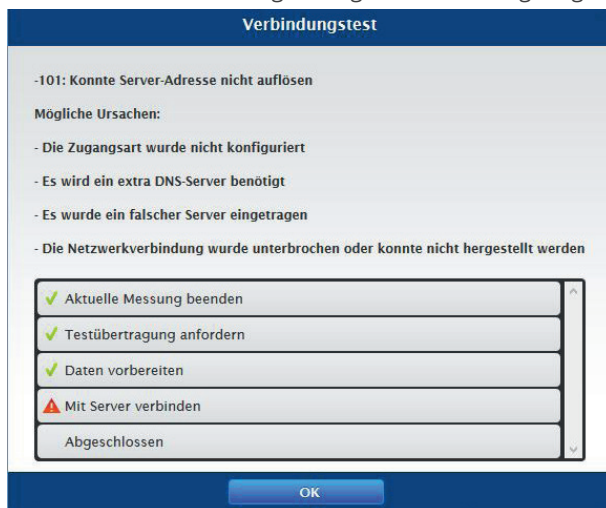 Verbindungstest
-101: Konnte Server-Adresse nicht auflösen
Mögliche Ursachen:
- Die Zugangsart wurde nicht konfiguriert
- Es wird ein extra DNS-Server benötigt
- Es wurde ein falscher Server eingetragen
- Die Netzwerkverbindung wurde unterbrochen oder konnte nicht hergestellt werden
Aktuelle Messung beenden
Testübertragung anfordern
Daten vorbereiten
Mit Server verbinden
Abgeschlossen
OK